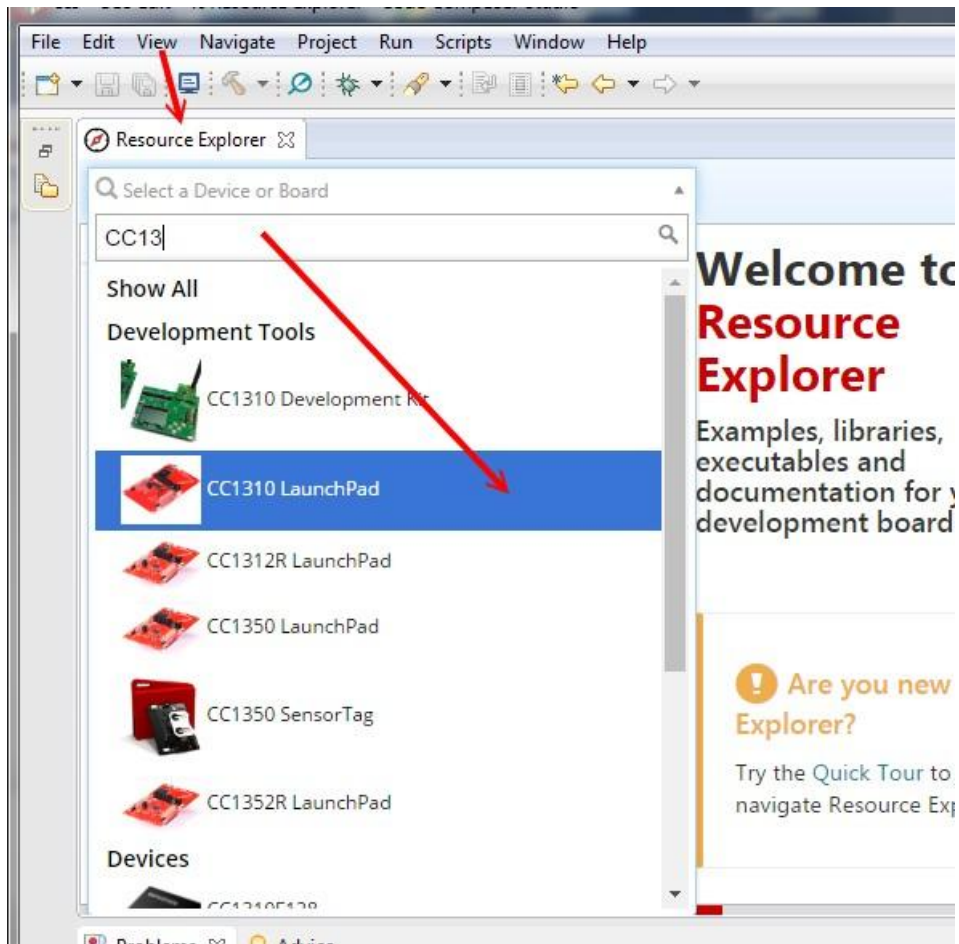 File Edit View Navigate Project Run Scripts Window Help
Resource Explorer
Select a Device or Board
CC13
Show All
Development Tools
CC1310 Development Kit
CC1310 LaunchPad
CC1312R LaunchPad
CC1350 LaunchPad
CC1350 SensorTag
CC1352R LaunchPad
Devices
CC1310F128
Welcome to
Resource
Explorer
Examples, libraries,
executables and
documentation for y
development board
Are you new
Explorer?
Try the Quick Tour to
navigate Resource Exp
Problems
Advice